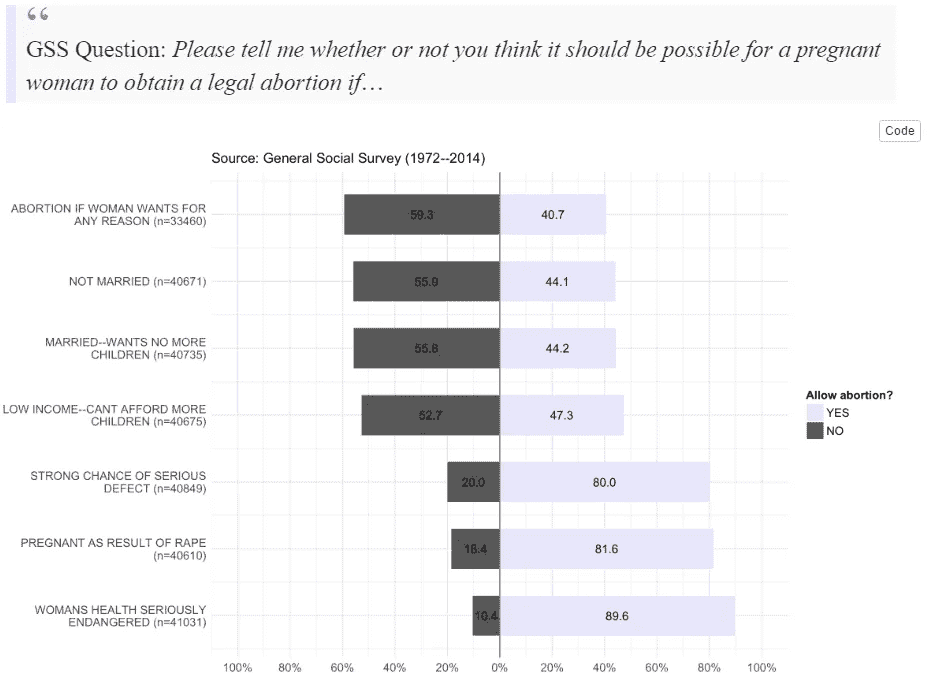 “
GSS Question: Please tell me whether or not you think it should be possible for a pregnant
woman to obtain a legal abortion if…
Code
Source: General Social Survey (1972--2014)
ABORTION IF WOMAN WANTS FOR
ANY REASON (n=33460)
59.3 40.7
NOT MARRIED (n=40671)
55.9 44.1
MARRIED--WANTS NO MORE
CHILDREN (n=40735)
55.8 44.2
LOW INCOME--CANT AFFORD MORE
CHILDREN (n=40675)
52.7 47.3
Allow abortion?
YES
NO
STRONG CHANCE OF SERIOUS
DEFECT (n=40849)
20.0 80.0
PREGNANT AS RESULT OF RAPE
(n=40610)
18.4 81.6
WOMANS HEALTH SERIOUSLY
ENDANGERED (n=41031)
10.4 89.6
100% 80% 60% 40% 20% 0% 20% 40% 60% 80% 100%